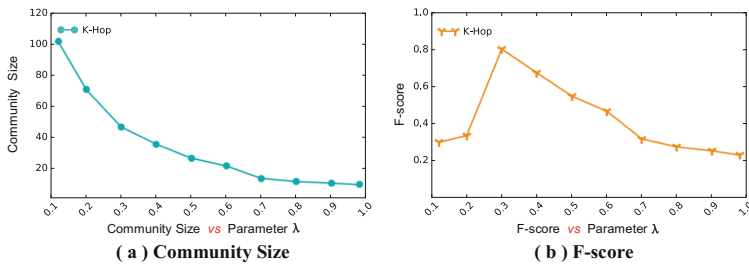 120
100
80
60
40
20
Community Size
K-Hop
0.1 0.2 0.3 0.4 0.5 0.6 0.7 0.8 0.9 1.0
Community Size vs Parameter λ
( a ) Community Size
1.0
0.8
0.6
0.4
0.2
F-score
K-Hop
0.1 0.2 0.3 0.4 0.5 0.6 0.7 0.8 0.9 1.0
F-score vs Parameter λ
( b ) F-score